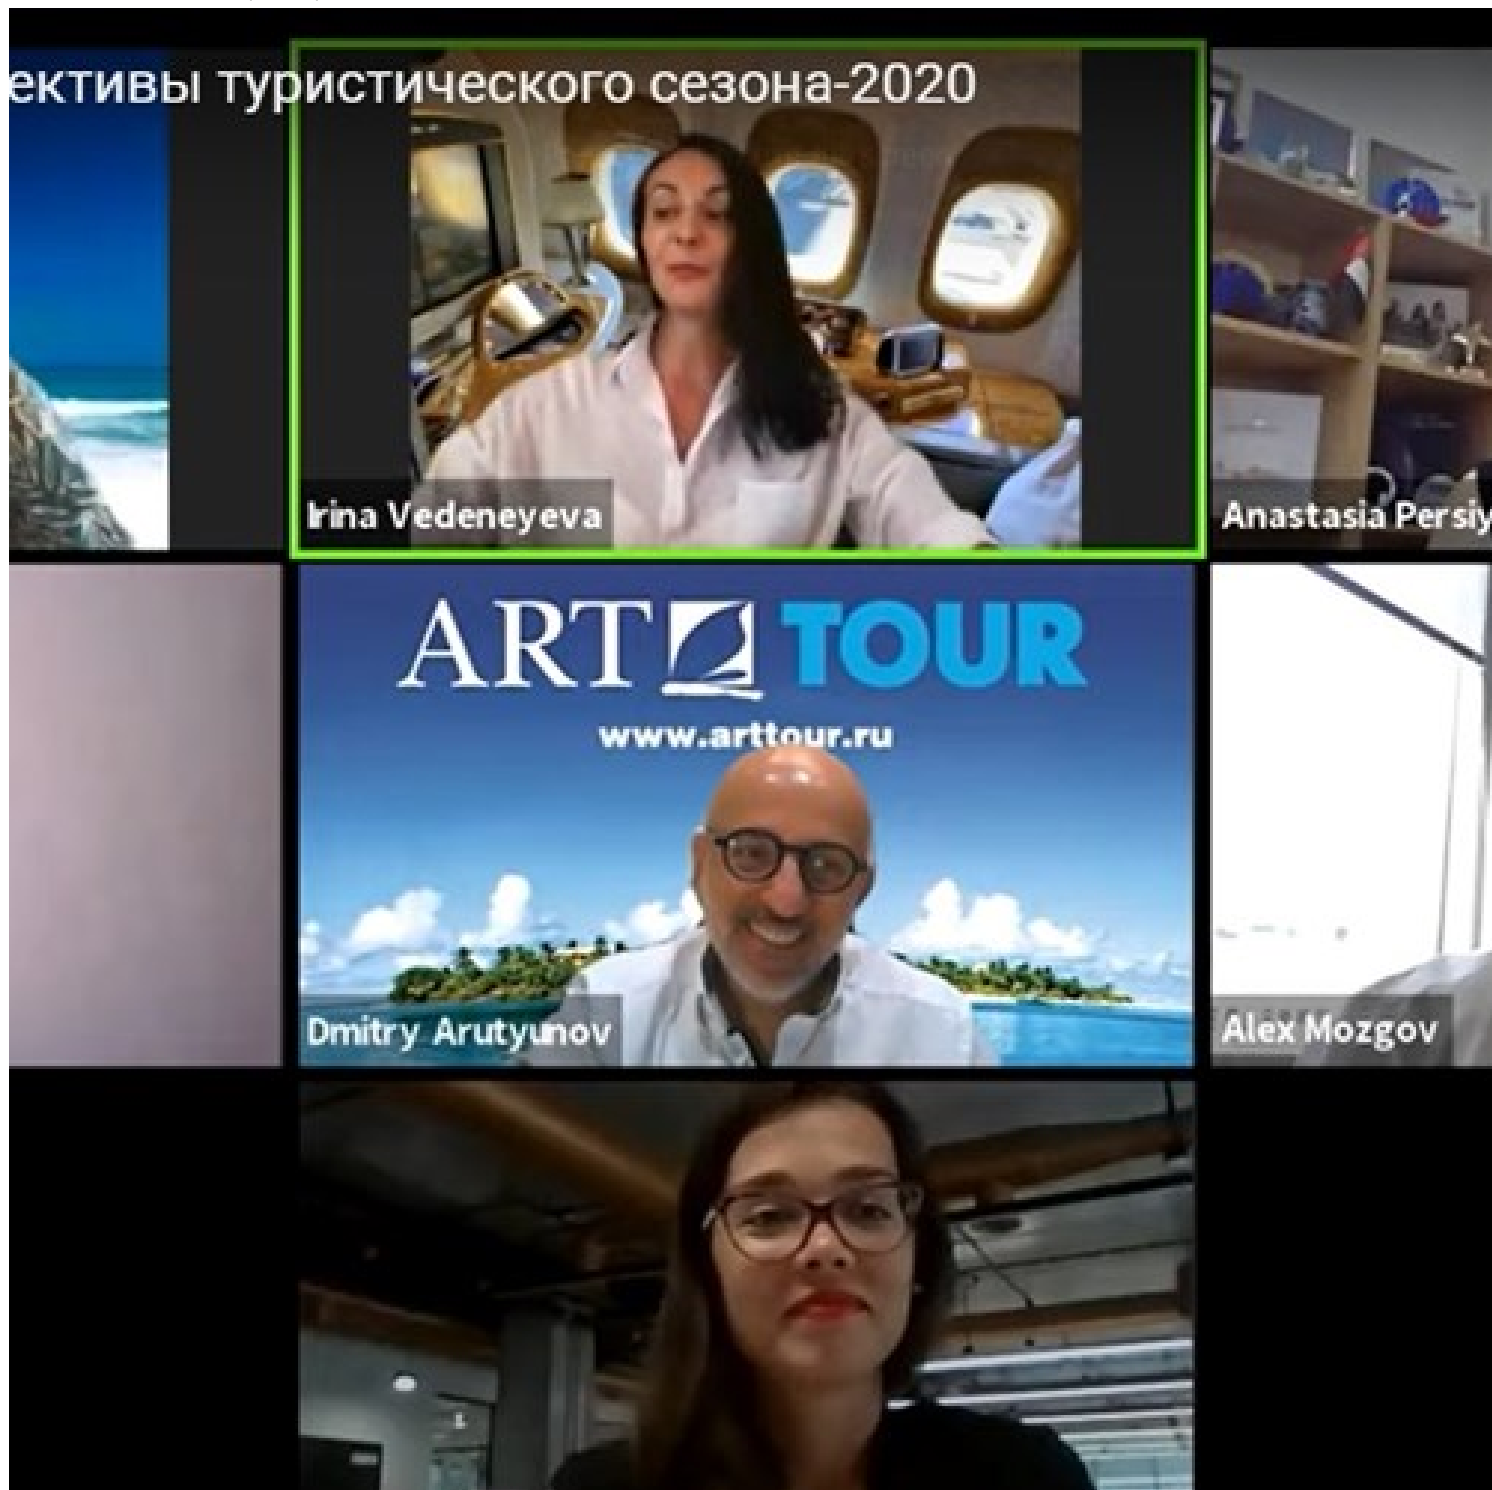 ективы туристического сезона-2020
Irina Vedeneyeva
Anastasia Persiy
ART TOUR
www.arttour.ru
Dmitry Arutyunov
Alex Mozgov